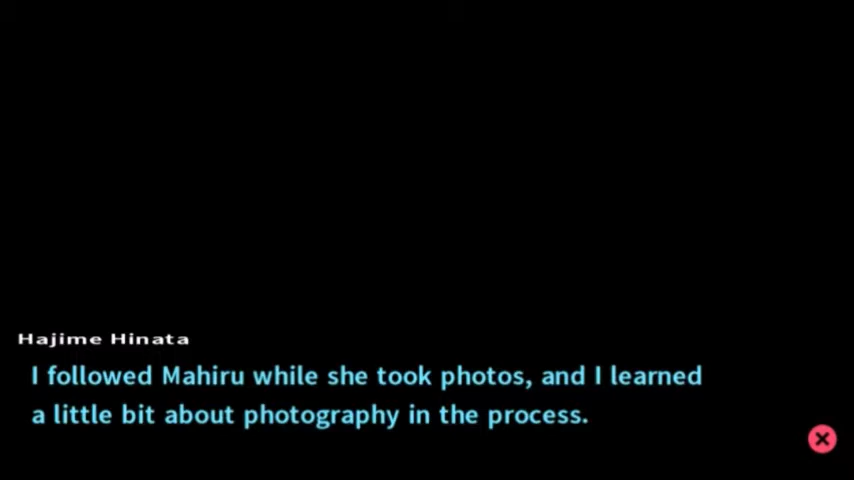 Hajime Hinata
I followed Mahiru while she took photos, and I learned
a little bit about photography in the process.